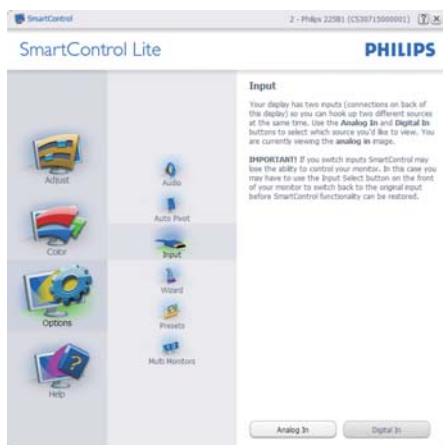 SmartControl
2 - Philips 225B1 (CS30715000001)
SmartControl Lite
PHILIPS
Adjust
Color
Options
Help
Audio
Auto Pivot
Input
Wizard
Presets
Multi Monitors
Input
Your display has two inputs (connections on back of
this display) so you can hook up two different sources
at the same time. Use the Analog In and Digital In
buttons to select which source you'd like to view. You
are currently viewing the analog in image.
IMPORTANT! If you switch inputs SmartControl may
lose the ability to control your monitor. In this case you
may have to use the Input Select button on the front
of your monitor to switch back to the original input
before SmartControl functionality can be restored.
Analog In
Digital In